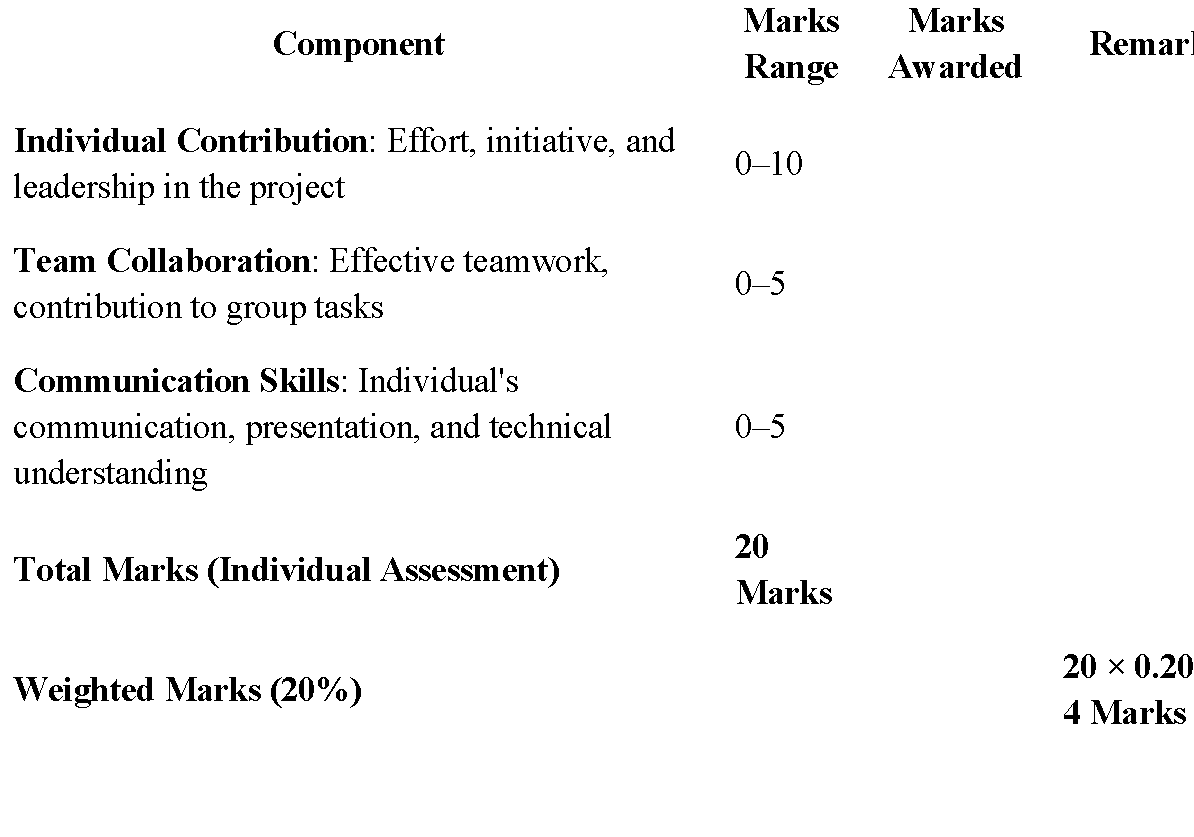 Component
Marks
Range
Marks
Awarded
Individual Contribution: Effort, initiative, and
leadership in the project
0–10
Team Collaboration: Effective teamwork,
contribution to group tasks
0–5
Communication Skills: Individual's
communication, presentation, and technical
understanding
0–5
Total Marks (Individual Assessment)
20
Marks
Weighted Marks (20%)
20 × 0.20
4 Marks